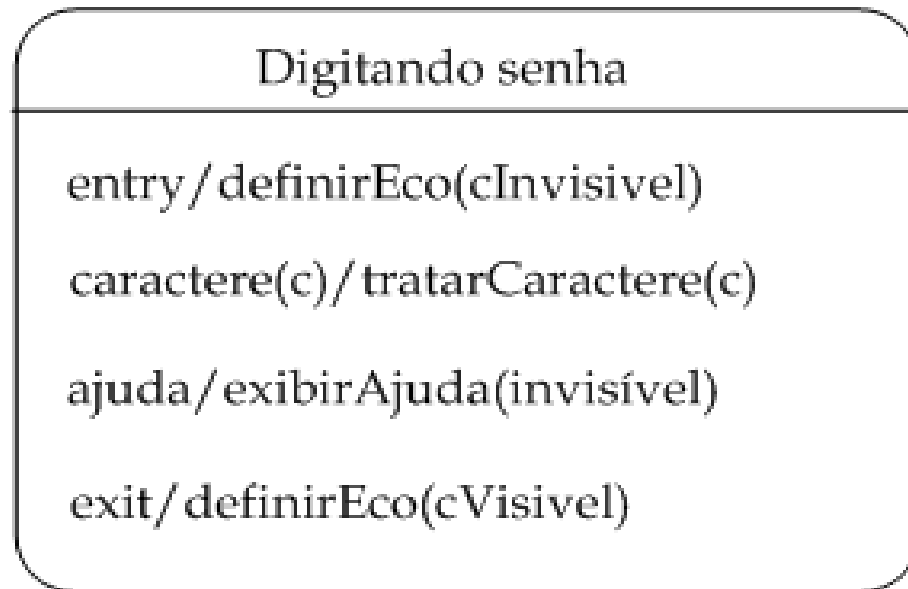 Digitando senha
entry/definirEco(cInvisivel)
caractere(c)/tratarCaractere(c)
ajuda/exibirAjuda(invisível)
exit/definirEco(cVisivel)